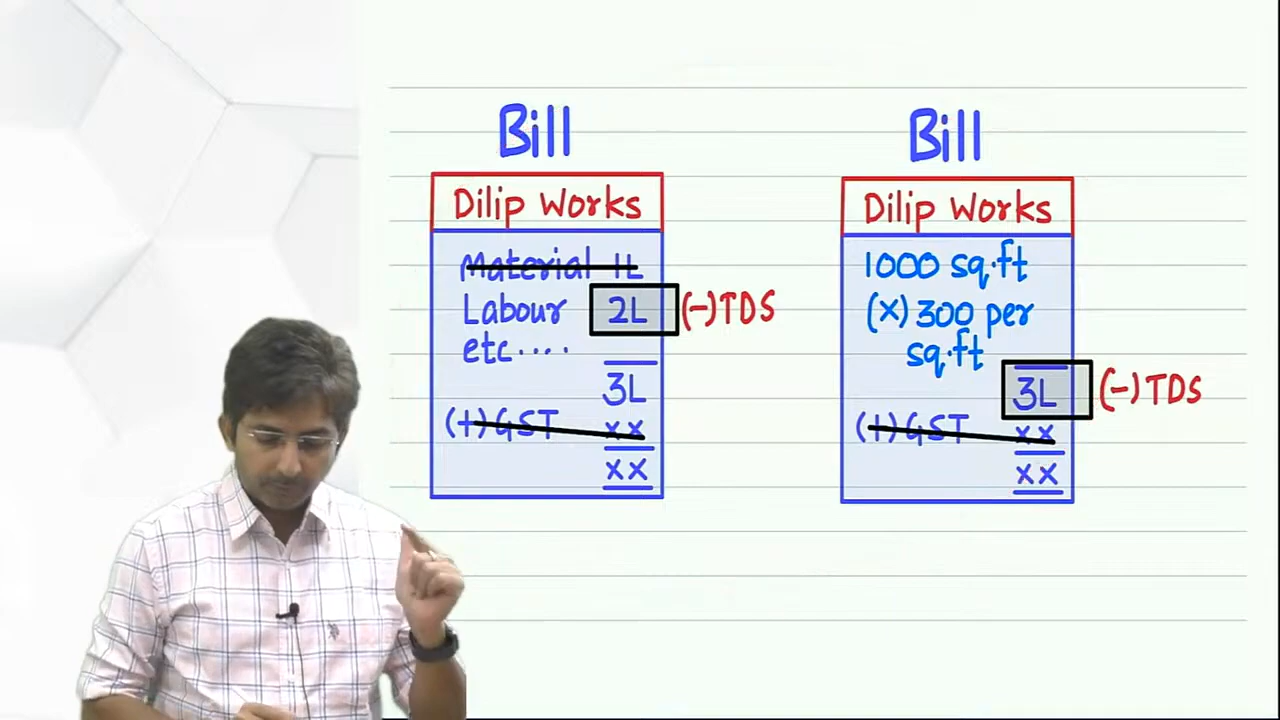 Bill
Dilip Works
Material 1L
Labour 2L (-)TDS
etc....
3L
(+)GST xx
xx
Bill
Dilip Works
1000 sq.ft
(x) 300 per
sq.ft
3L (-)TDS
(+)GST xx
xx